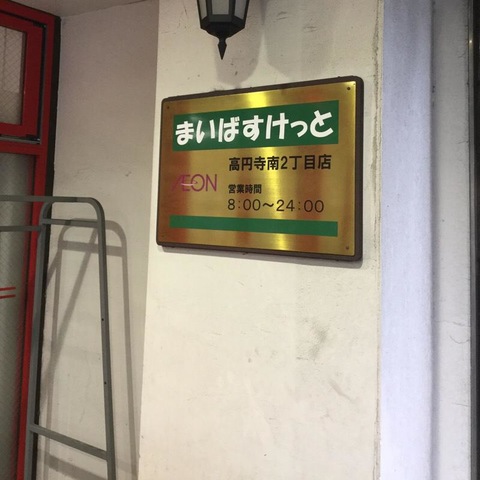 まいばすけっと
高円寺南2丁目店
AEON
営業時間
8:00〜24:00